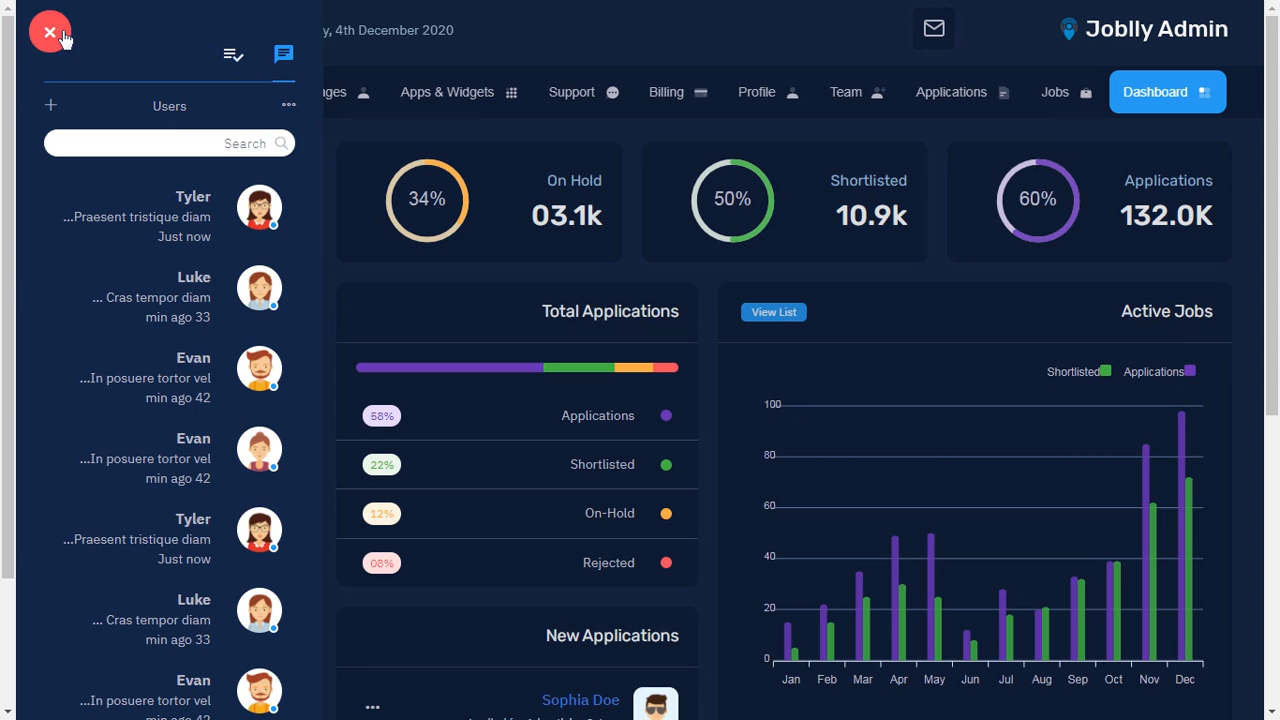 y, 4th December 2020
Joblly Admin
ges
Apps & Widgets
Support
Billing
Profile
Team
Applications
Jobs
Dashboard
Users
Search
Tyler
...Praesent tristique diam
Just now
Luke
... Cras tempor diam
min ago 33
Evan
...In posuere tortor vel
min ago 42
Evan
...In posuere tortor vel
min ago 42
Tyler
...Praesent tristique diam
Just now
Luke
... Cras tempor diam
min ago 33
Evan
...In posuere tortor vel
34%
On Hold
03.1k
50%
Shortlisted
10.9k
60%
Applications
132.0K
Total Applications
58%
Applications
22%
Shortlisted
12%
On-Hold
08%
Rejected
New Applications
Sophia Doe
View List
Active Jobs
Shortlisted
Applications
100
80
60
40
20
0
Jan
Feb
Mar
Apr
May
Jun
Jul
Aug
Sep
Oct
Nov
Dec